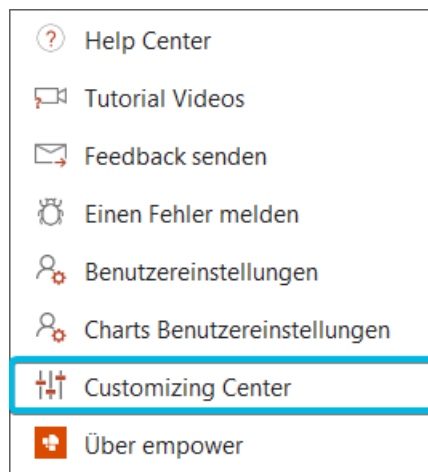 Help Center
Tutorial Videos
Feedback senden
Einen Fehler melden
Benutzereinstellungen
Charts Benutzereinstellungen
Customizing Center
Über empower